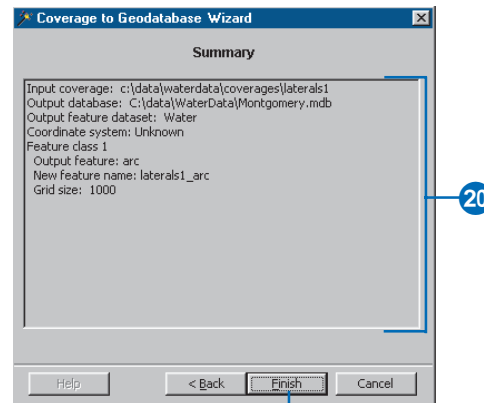 Coverage to Geodatabase Wizard
Summary
Input coverage: c:\data\waterdata\coverages\laterals1
Output database: C:\data\WaterData\Montgomery.mdb
Output feature dataset: Water
Coordinate system: Unknown
Feature class 1
Output feature: arc
New feature name: laterals1_arc
Grid size: 1000
20
Help
< Back
Finish
Cancel